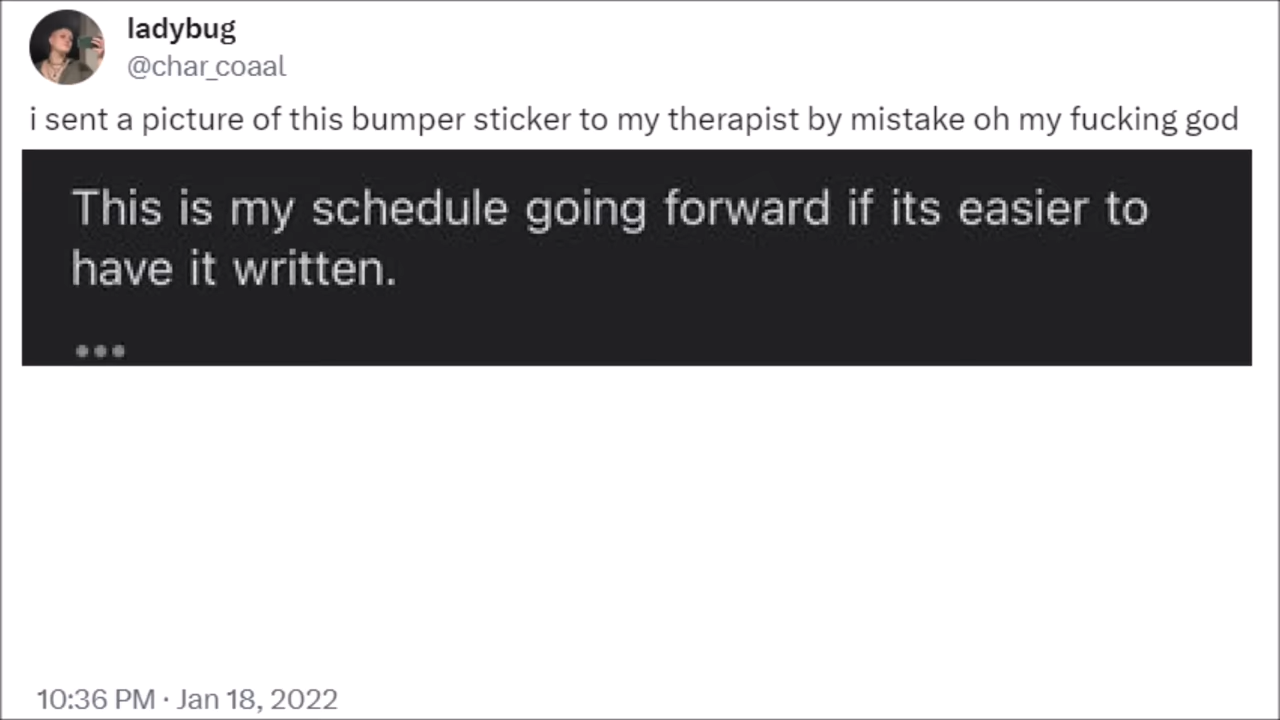 ladybug
@char_coaal
i sent a picture of this bumper sticker to my therapist by mistake oh my fucking god
This is my schedule going forward if its easier to
have it written.
•••
10:36 PM · Jan 18, 2022